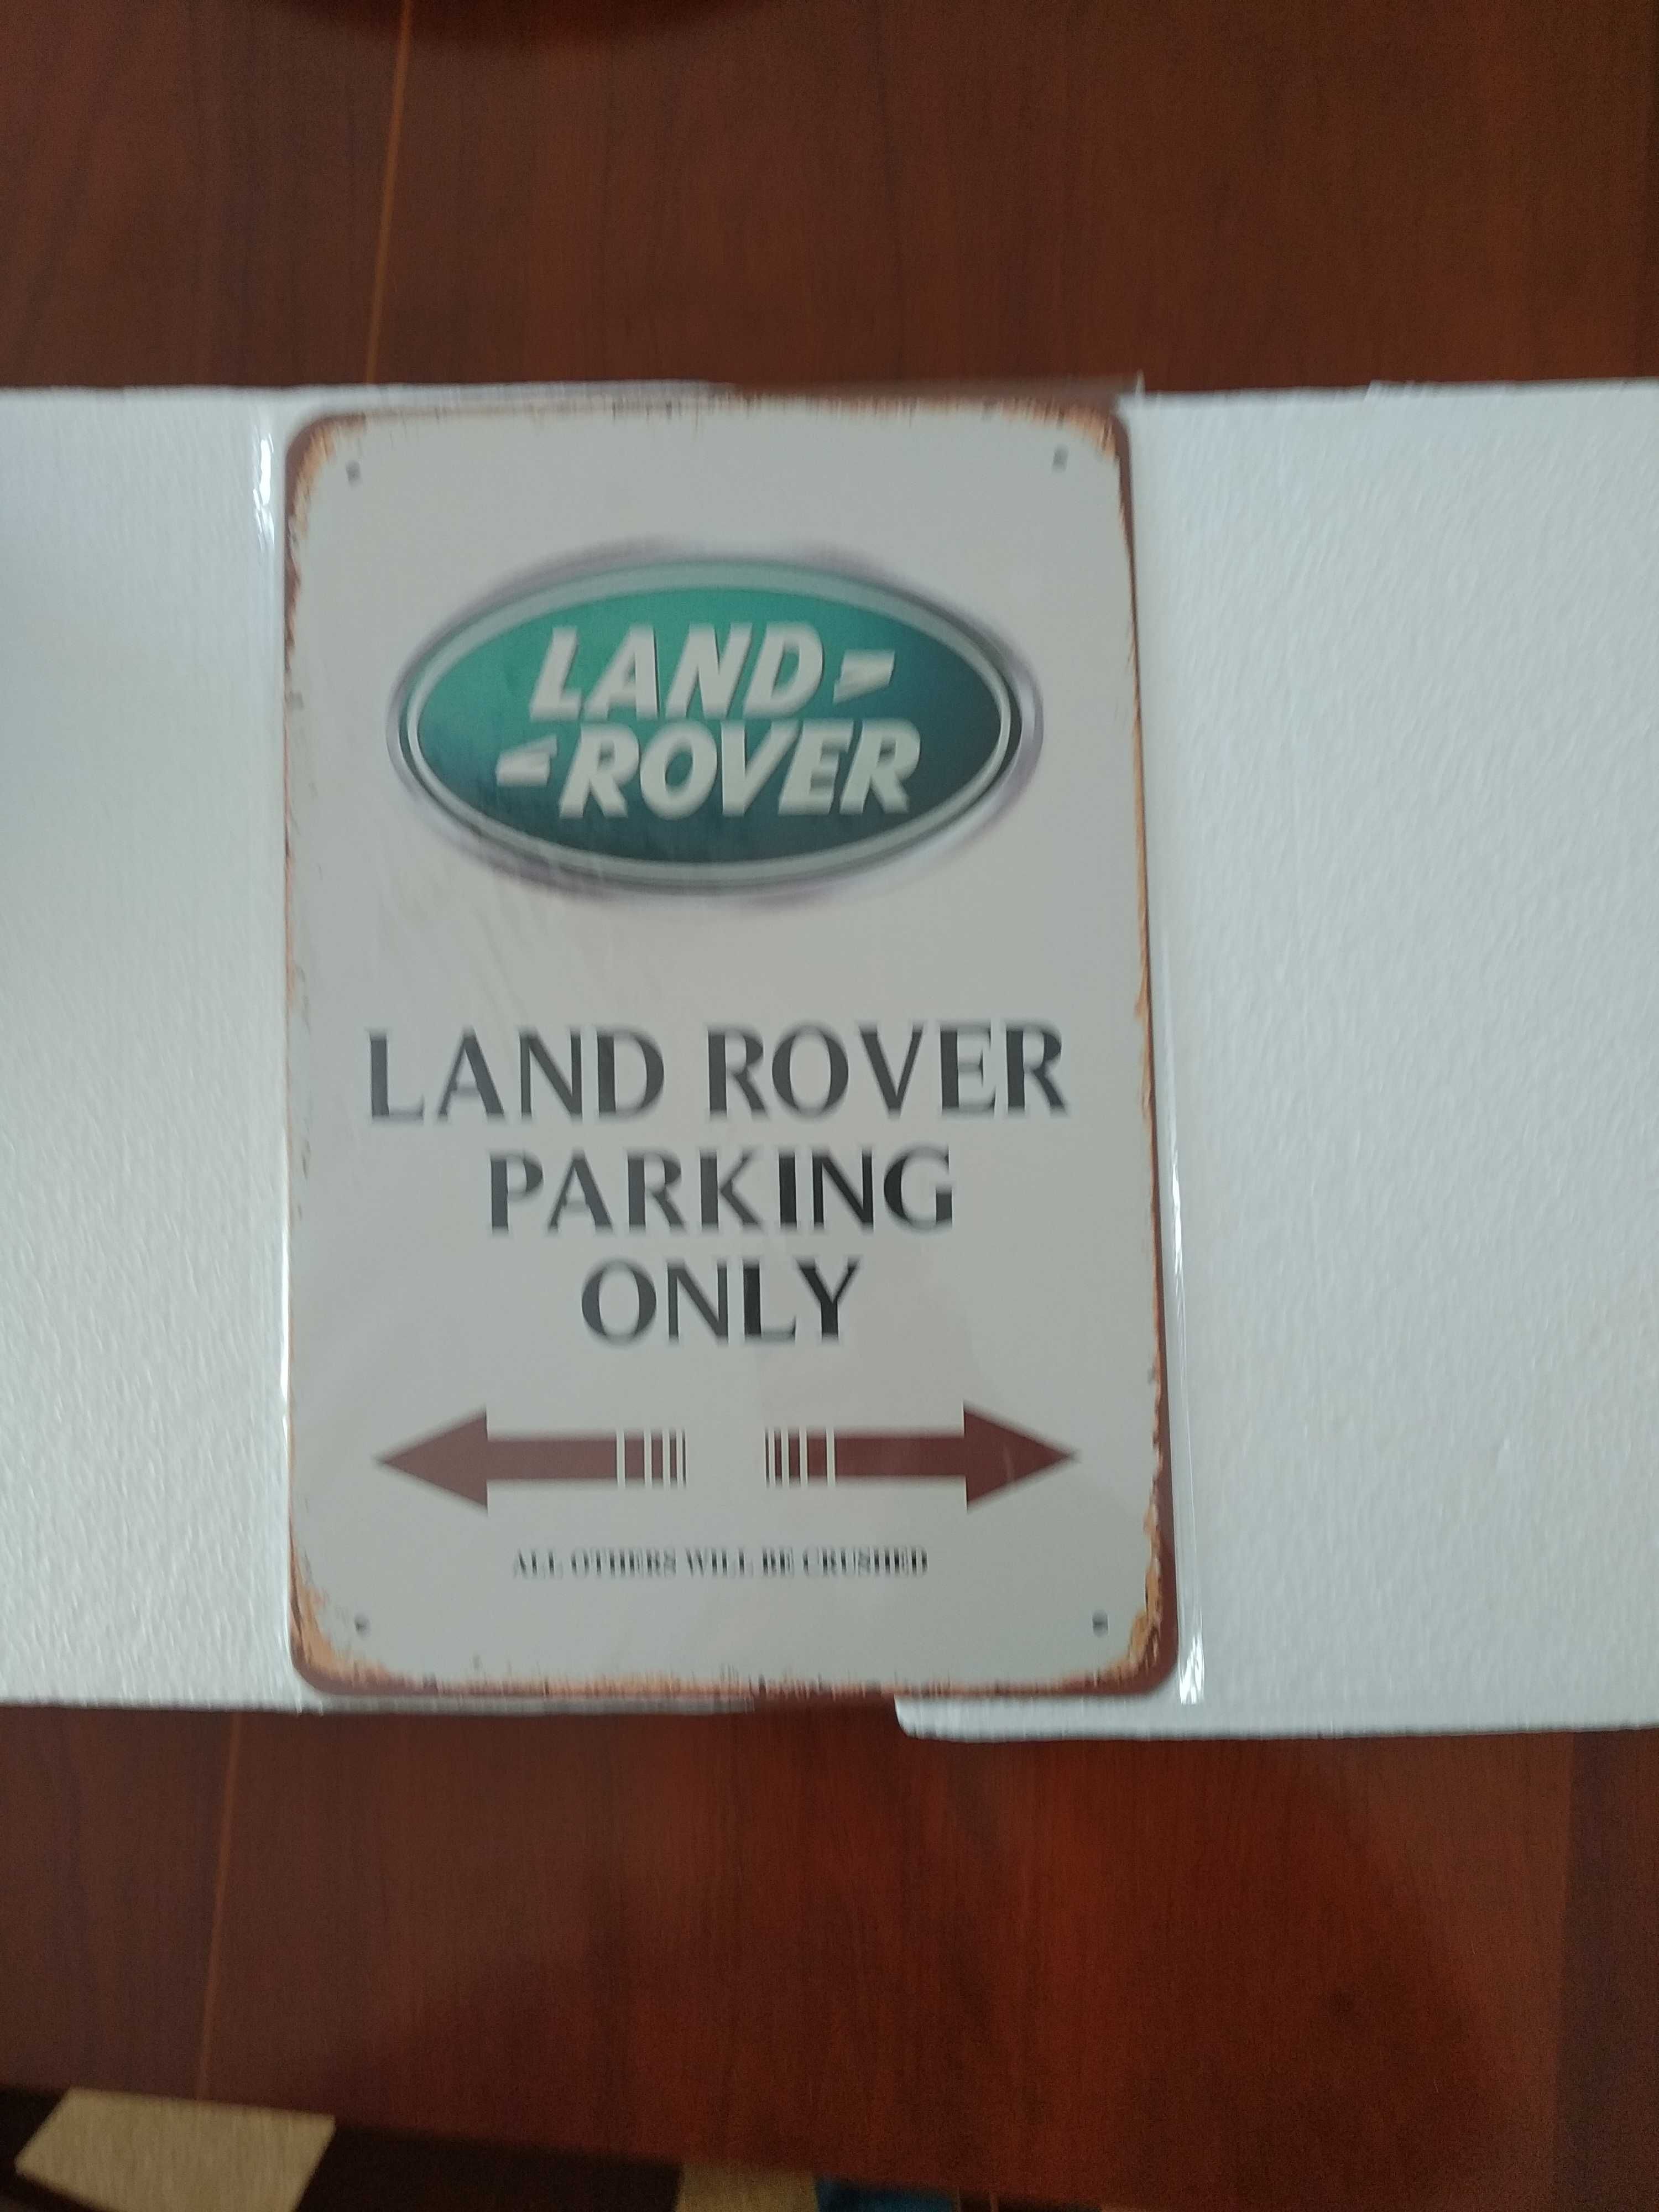 LAND
ROVER
LAND ROVER
PARKING
ONLY
ALL OTHERS WILL BE CRUSHED